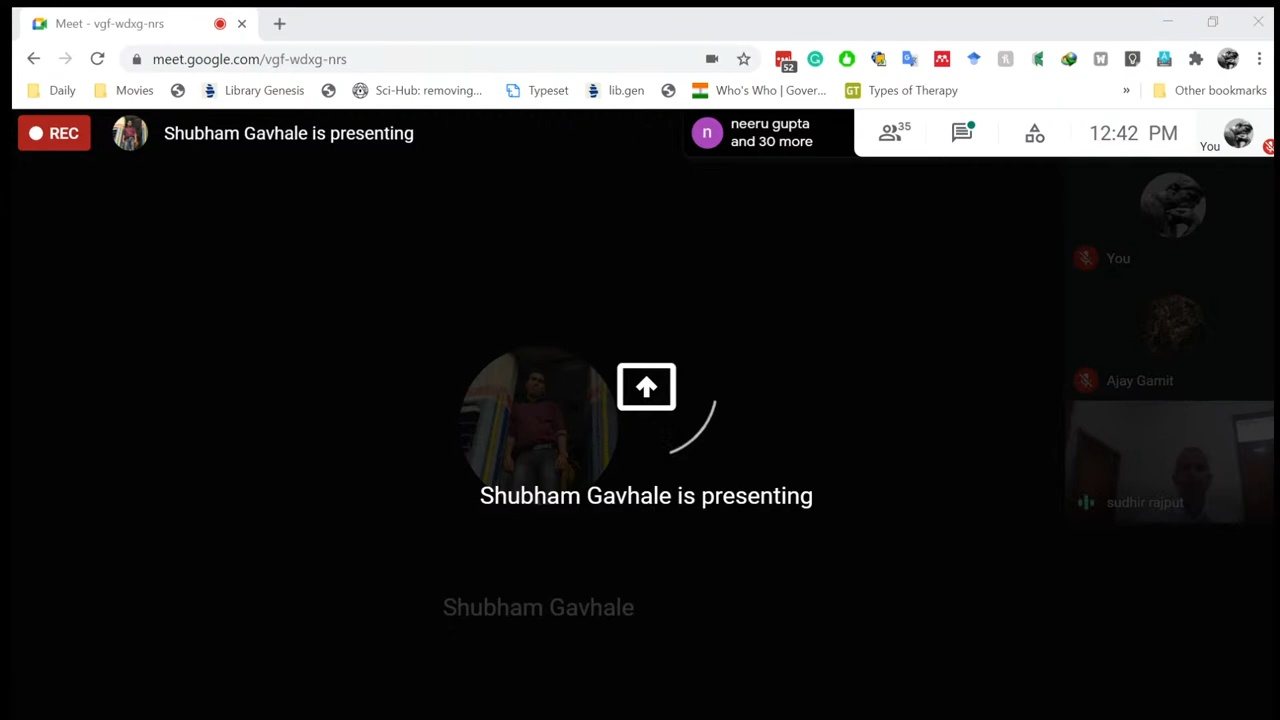 Meet - vgf-wdxg-nrs
meet.google.com/vgf-wdxg-nrs
52
Daily
Movies
Library Genesis
Sci-Hub: removing...
Typeset
lib.gen
Who's Who | Gover...
GT
Types of Therapy
»
Other bookmarks
REC
Shubham Gavhale is presenting
n
neeru gupta
and 30 more
35
12:42 PM
You
You
Ajay Gamit
Shubham Gavhale is presenting
sudhir rajput
Shubham Gavhale